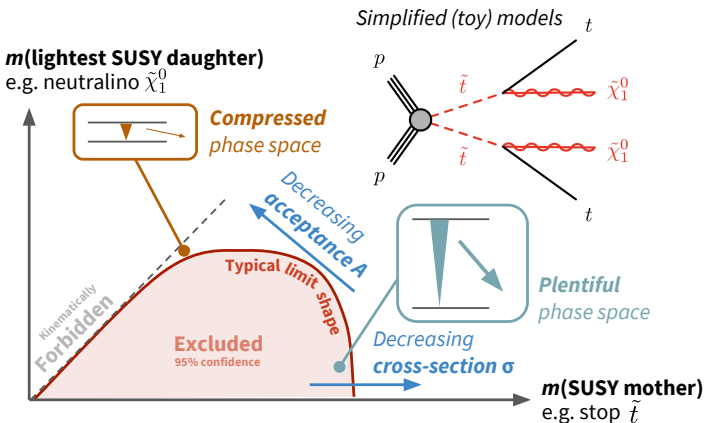 Simplified (toy) models
m(lightest SUSY daughter)
e.g. neutralino χ̃₁⁰
p
p
t̃
t̃
t
χ̃₁⁰
χ̃₁⁰
t
Compressed
phase space
Decreasing
acceptance A
Typical limit shape
Kinematically
Forbidden
Excluded
95% confidence
Plentiful
phase space
Decreasing
cross-section σ
m(SUSY mother)
e.g. stop t̃